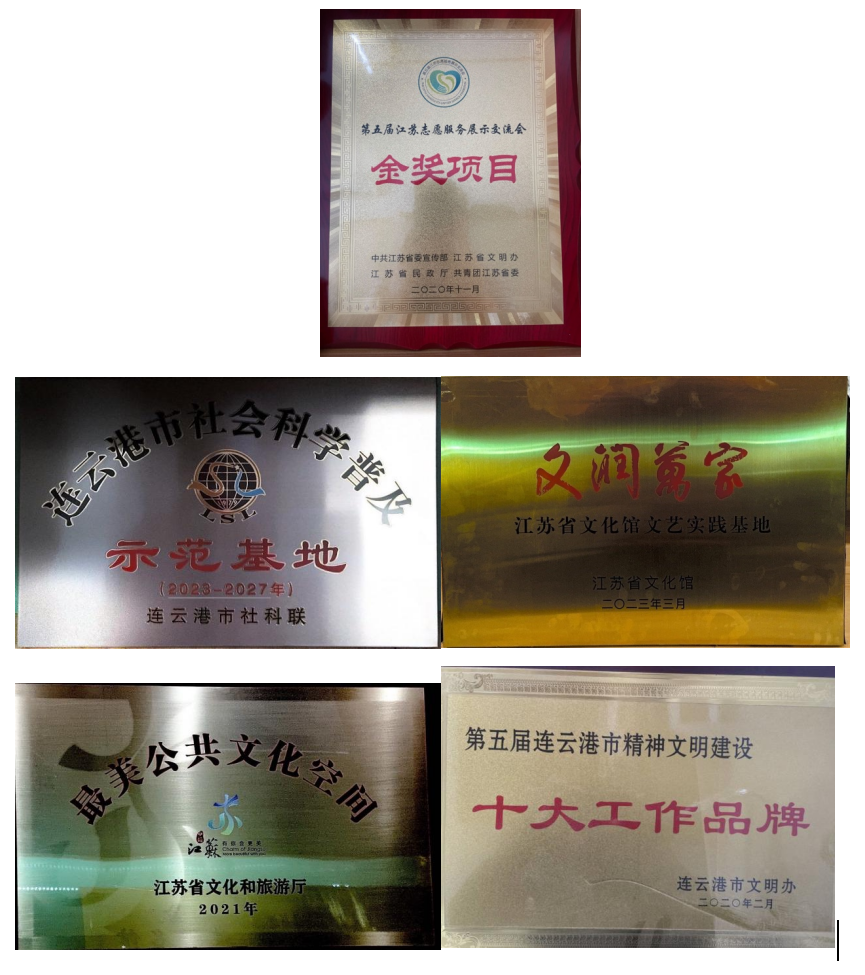 第五届江苏志愿服务展示交流会
金奖项目
中共江苏省委宣传部 江苏省文明办
江苏省民政厅 共青团江苏省委
二〇二〇年十一月
连云港市社会科学普及
LSL
示范基地
(2023-2027年)
连云港市社科联
文润萬家
江苏省文化馆文艺实践基地
江苏省文化馆
二〇二三年三月
最美公共文化空间
苏
江蘇
Charm of Jiangsu
江苏省文化和旅游厅
2021年
第五届连云港市精神文明建设
十大工作品牌
连云港市文明办
二〇二〇年二月